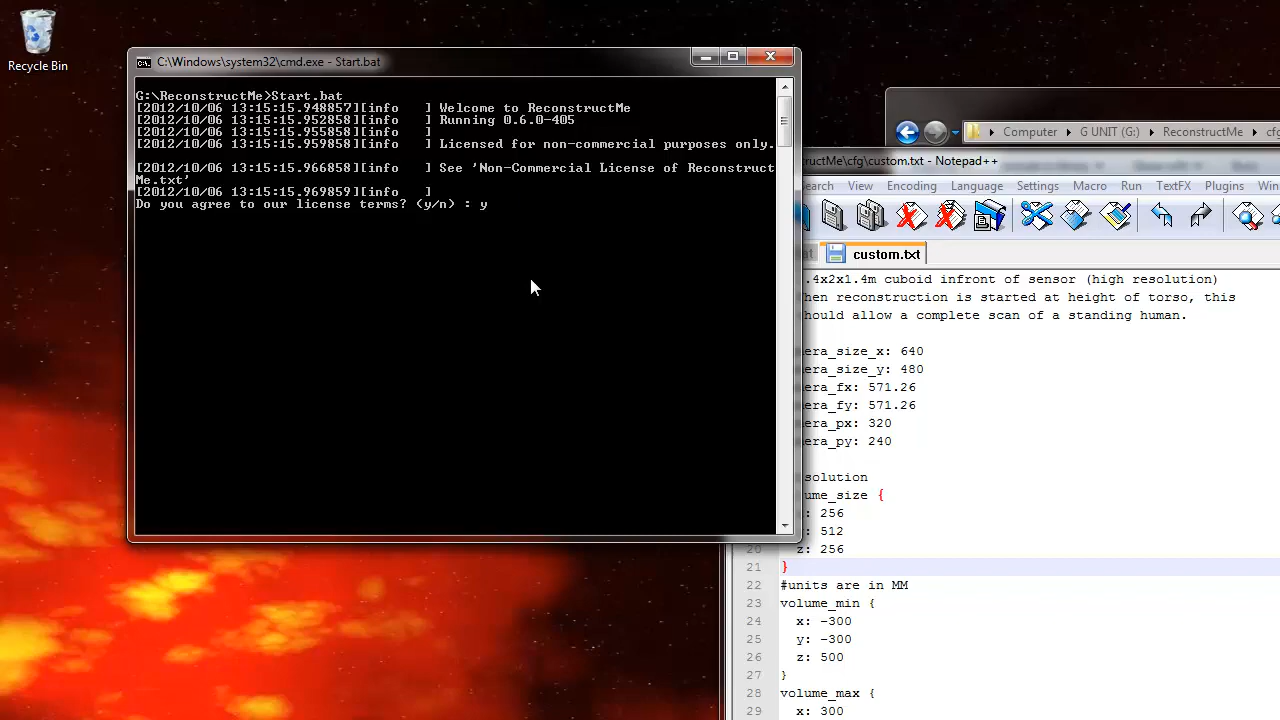 Recycle Bin
C:\Windows\system32\cmd.exe - Start.bat
G:\ReconstructMe>Start.bat
[2012/10/06 13:15:15.948857][info   ] Welcome to ReconstructMe
[2012/10/06 13:15:15.952858][info   ] Running 0.6.0-405
[2012/10/06 13:15:15.955858][info   ]
[2012/10/06 13:15:15.959858][info   ] Licensed for non-commercial purposes only.
[2012/10/06 13:15:15.966858][info   ] See 'Non-Commercial License of Reconstruct
Me.txt'
[2012/10/06 13:15:15.969859][info   ]
Do you agree to our license terms? (y/n) : y
Computer G UNIT (G:) ReconstructMe cfg
uctMe\cfg\custom.txt - Notepad++
Search View Encoding Language Settings Macro Run TextFX Plugins Window
custom.txt
.4x2x1.4m cuboid infront of sensor (high resolution)
hen reconstruction is started at height of torso, this
hould allow a complete scan of a standing human.
era_size_x: 640
era_size_y: 480
era_fx: 571.26
era_fy: 571.26
era_px: 320
era_py: 240
solution
ume_size {
: 256
: 512
20 z: 256
21 }
22 #units are in MM
23 volume_min {
24 x: -300
25 y: -300
26 z: 500
27 }
28 volume_max {
29 x: 300